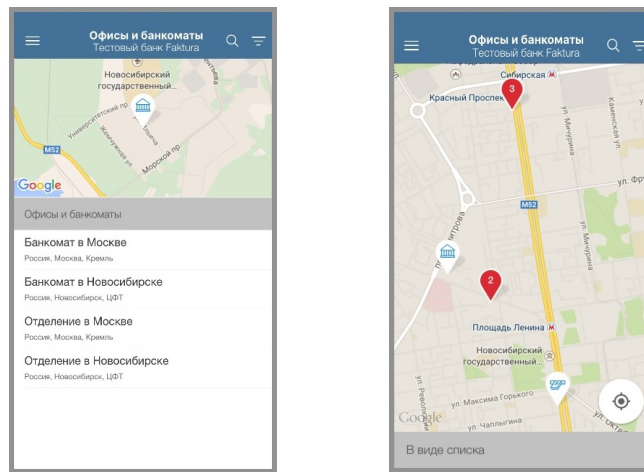 Офисы и банкоматы
Тестовый банк Faktura
Новосибирский
государственный...
Университетский пр
Жемчужная ул.
Морской пр
M52
Google
Офисы и банкоматы
Банкомат в Москве
Россия, Москва, Кремль
Банкомат в Новосибирске
Россия, Новосибирск, ЦФТ
Отделение в Москве
Россия, Москва, Кремль
Отделение в Новосибирске
Россия, Новосибирск, ЦФТ
Офисы и банкоматы
Тестовый банк Faktura
Сибирская М
3
Красный Проспек
ул. Мичурина
Каменская ул.
ул. Фру
M52
ул. Мичурина
2
Площадь Ленина М
Новосибирский
государственный...
ул. Максима Горького
Google
ул. Чаплыгина
В виде списка